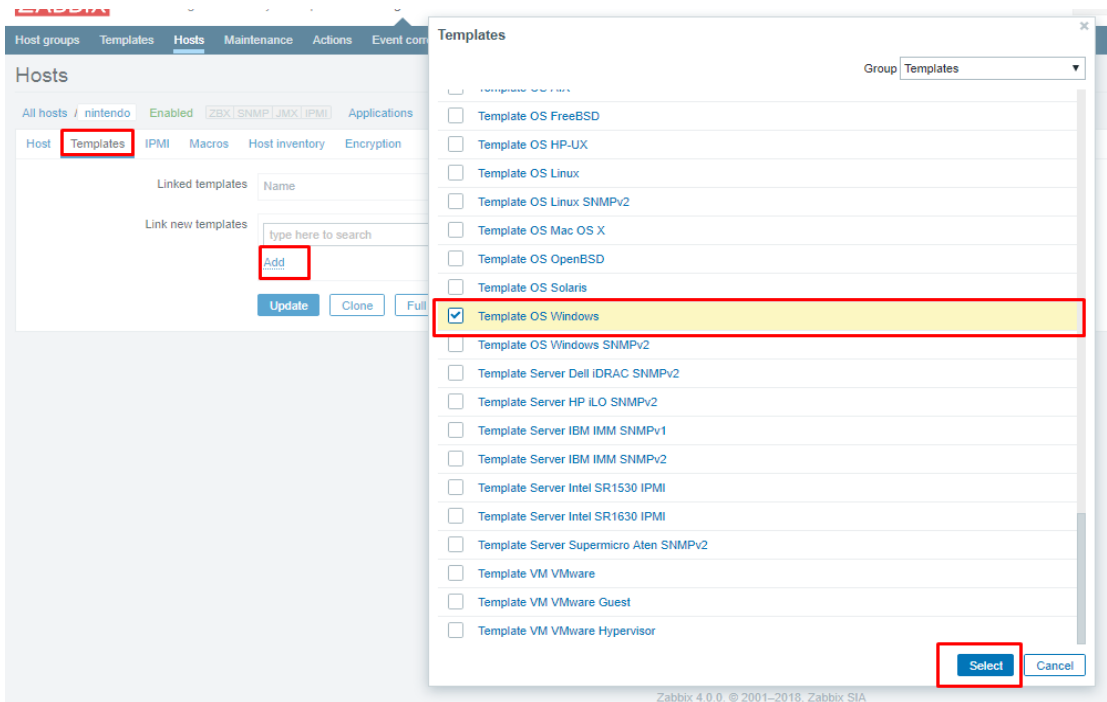 ZABBIX
Host groups Templates Hosts Maintenance Actions Event corr
Hosts
All hosts / nintendo Enabled ZBX SNMP JMX IPMI Applications
Host Templates IPMI Macros Host inventory Encryption
Linked templates Name
Link new templates type here to search
Add
Update Clone Full
Templates
Group Templates
Template OS AIX
Template OS FreeBSD
Template OS HP-UX
Template OS Linux
Template OS Linux SNMPv2
Template OS Mac OS X
Template OS OpenBSD
Template OS Solaris
Template OS Windows
Template OS Windows SNMPv2
Template Server Dell iDRAC SNMPv2
Template Server HP iLO SNMPv2
Template Server IBM IMM SNMPv1
Template Server IBM IMM SNMPv2
Template Server Intel SR1530 IPMI
Template Server Intel SR1630 IPMI
Template Server Supermicro Aten SNMPv2
Template VM VMware
Template VM VMware Guest
Template VM VMware Hypervisor
Select Cancel
Zabbix 4.0.0. © 2001–2018, Zabbix SIA